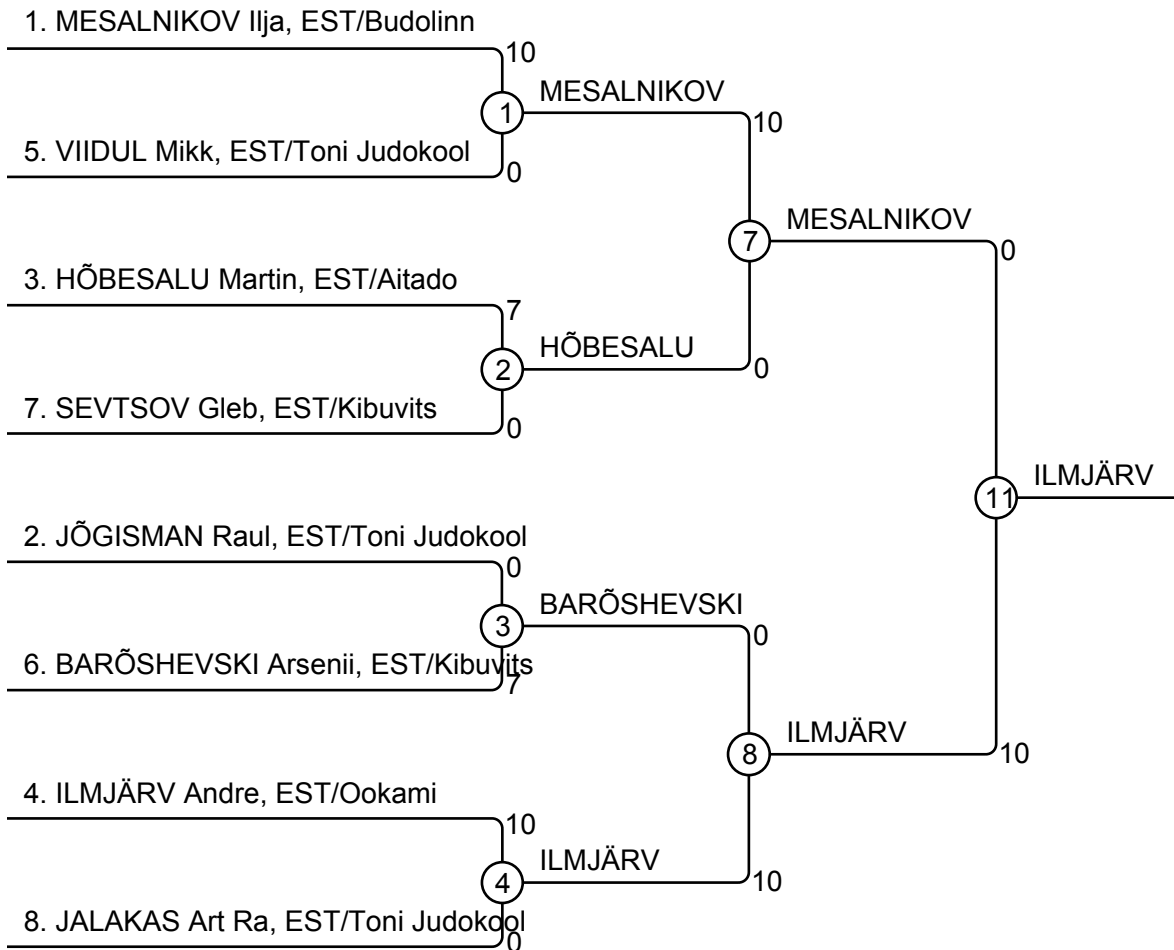 1. MESALNIKOV Ilja, EST/Budolinn
10
1
MESALNIKOV
10
5. VIIDUL Mikk, EST/Toni Judokool
0
7
MESALNIKOV
0
3. HÕBESALU Martin, EST/Aitado
7
2
HÕBESALU
0
7. SEVTSOV Gleb, EST/Kibuvits
0
11
ILMJÄRV
2. JÕGISMAN Raul, EST/Toni Judokool
0
3
BARÕSHEVSKI
0
6. BARÕSHEVSKI Arsenii, EST/Kibuvits
7
8
ILMJÄRV
10
4. ILMJÄRV Andre, EST/Ookami
10
4
ILMJÄRV
10
8. JALAKAS Art Ra, EST/Toni Judokool
0